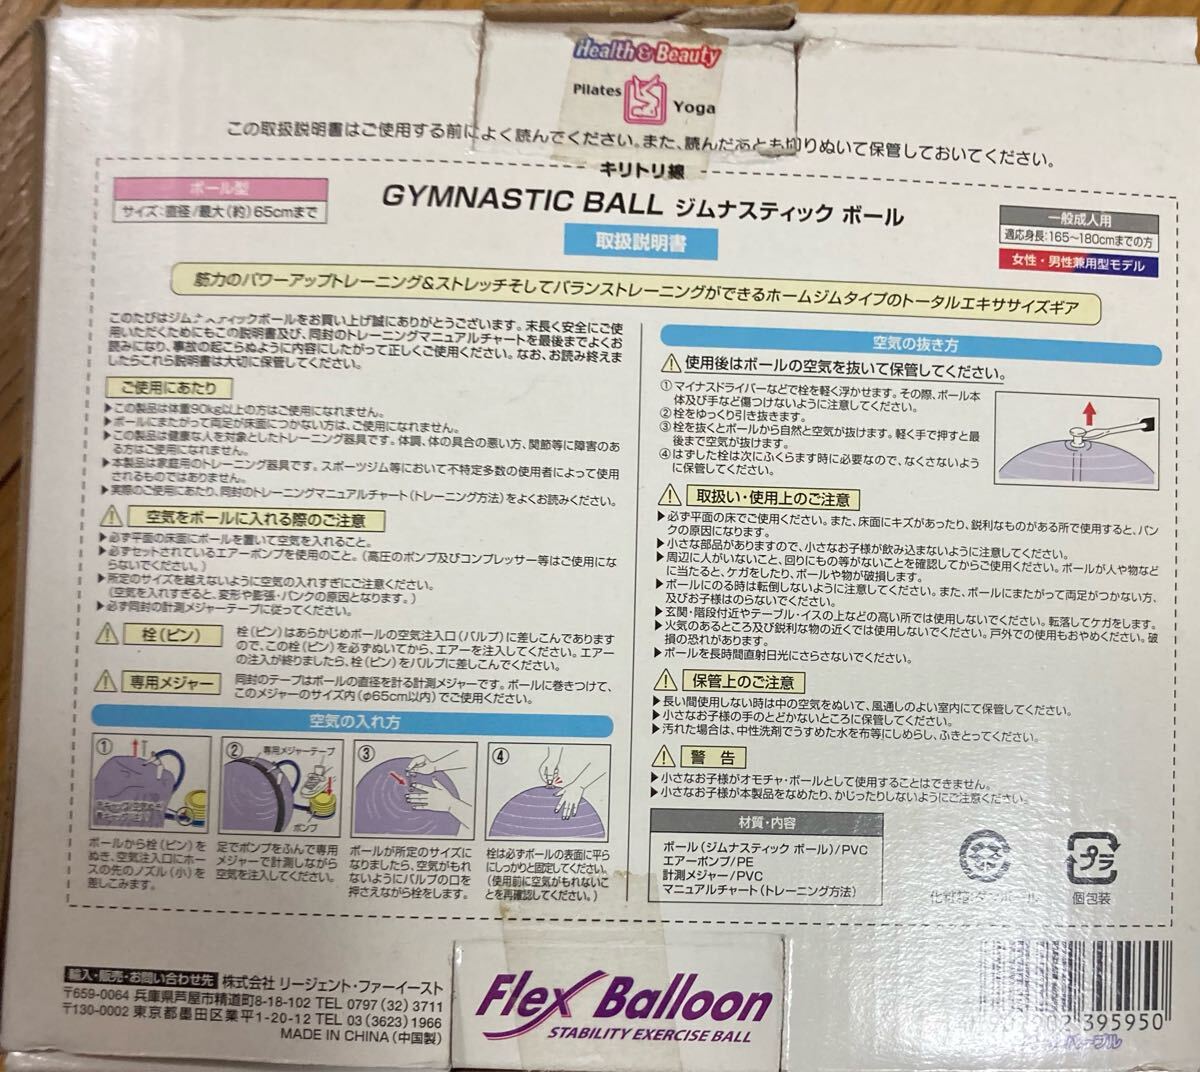 Health & Beauty
Pilates Yoga
この取扱説明書はご使用する前によく読んでください。また、読んだあとも切りぬいて保管しておいてください。
キリトリ線
ボール型
サイズ:直径/最大(約)65cmまで
GYMNASTIC BALL ジムナスティック ボール
取扱説明書
一般成人用
適応身長:165〜180cmまでの方
女性・男性兼用型モデル
筋力のパワーアップトレーニング&ストレッチそしてバランストレーニングができるホームジムタイプのトータルエキササイズギア
このたびはジムナスティックボールをお買い上げ誠にありがとうございます。末長く安全にご使
用いただくためにもこの説明書及び、同封のトレーニングマニュアルチャートを最後までよくお
読みになり、事故の起こらぬように内容にしたがって正しくご使用ください。なお、お読み終えま
したらこれら説明書は大切に保管してください。
ご使用にあたり
▶この製品は体重90kg以上の方はご使用になれません。
▶ボールにまたがって両足が床面につかない方は、ご使用になれません。
▶この製品は健康な人を対象としたトレーニング器具です。体調、体の具合の悪い方、関節等に障害のあ
る方はご使用になれません。
▶本製品は家庭用のトレーニング器具です。スポーツジム等において不特定多数の使用者によって使用
されるものではありません。
▶実際のご使用にあたり、同封のトレーニングマニュアルチャート(トレーニング方法)をよくお読みください。
空気をボールに入れる際のご注意
▶必ず平面の床面にボールを置いて空気を入れること。
▶必ずセットされているエアーポンプを使用のこと。(高圧のポンプ及びコンプレッサー等はご使用にな
らないでください。)
▶所定のサイズを越えないように空気の入れすぎにご注意ください。
(空気を入れすぎると、変形や膨張・パンクの原因となります。)
▶必ず同封の計測メジャーテープに従ってください。
栓(ピン)
栓(ピン)はあらかじめボールの空気注入口(バルブ)に差しこんでありますので、この栓(ピン)を必ずぬいてから、エアーを注入してください。エアーの注入が終りましたら、栓(ピン)をバルブに差しこんでください。
専用メジャー
同封のテープはボールの直径を計る計測メジャーです。ボールに巻きつけて、
このメジャーのサイズ内(φ65cm以内)でご使用ください。
空気の入れ方
①
②
専用メジャーテープ
ポンプ
③
④
ボールから栓(ピン)を
ぬき、空気注入口にホー
スの先のノズル(小)を
差しこみます。
足でポンプをふんで専用
メジャーで計測しながら
空気を注入してください。
ボールが所定のサイズに
なりましたら、空気がもれ
ないようにバルブの口を
押さえながら栓をします。
栓は必ずボールの表面に平ら
にしっかりと固定してください。
(使用前に空気がもれないこ
とを再確認してください。)
空気の抜き方
使用後はボールの空気を抜いて保管してください。
①マイナスドライバーなどで栓を軽く浮かせます。その際、ボール本
体及び手など傷つけないように注意してください。
②栓をゆっくり引き抜きます。
③栓を抜くとボールから自然と空気が抜けます。軽く手で押すと最
後まで空気が抜けます。
④はずした栓は次にふくらます時に必要なので、なくさないよう
に保管してください。
取扱い・使用上のご注意
▶必ず平面の床でご使用ください。また、床面にキズがあったり、鋭利なものがある所で使用すると、パン
クの原因になります。
▶小さな部品がありますので、小さなお子様が飲み込まないように注意してください。
▶周辺に人がいないこと、回りにもの等がないことを確認してからご使用ください。ボールが人や物など
に当たると、ケガをしたり、ボールや物が破損します。
▶ボールにのる時は転倒しないように注意してください。また、ボールにまたがって両足がつかない方、
及びお子様はのらないでください。
▶玄関・階段付近やテーブル・イスの上などの高い所では使用しないでください。転落してケガをします。
▶火気のあるところ及び鋭利な物の近くでは使用しないでください。戸外での使用もおやめください。破
損の恐れがあります。
▶ボールを長時間直射日光にさらさないでください。
保管上のご注意
▶長い間使用しない時は中の空気をぬいて、風通しのよい室内にて保管してください。
▶小さなお子様の手のとどかないところに保管してください。
▶汚れた場合は、中性洗剤でうすめた水を布等にしめらし、ふきとってください。
警 告
▶小さなお子様がオモチャ・ボールとして使用することはできません。
▶小さなお子様が本製品をなめたり、かじったりしないようにご注意ください。
材質・内容
ボール(ジムナスティック ボール)/PVC
エアーポンプ/PE
計測メジャー/PVC
マニュアルチャート(トレーニング方法)
プラ
個包装
輸入・販売・お問い合わせ先 株式会社 リージェント・ファーイースト
〒659-0064 兵庫県芦屋市精道町8-18-102 TEL 0797(32)3711
〒130-0002 東京都墨田区業平1-20-12 TEL 03(3623)1966
MADE IN CHINA(中国製)
Flex Balloon
STABILITY EXERCISE BALL
395950